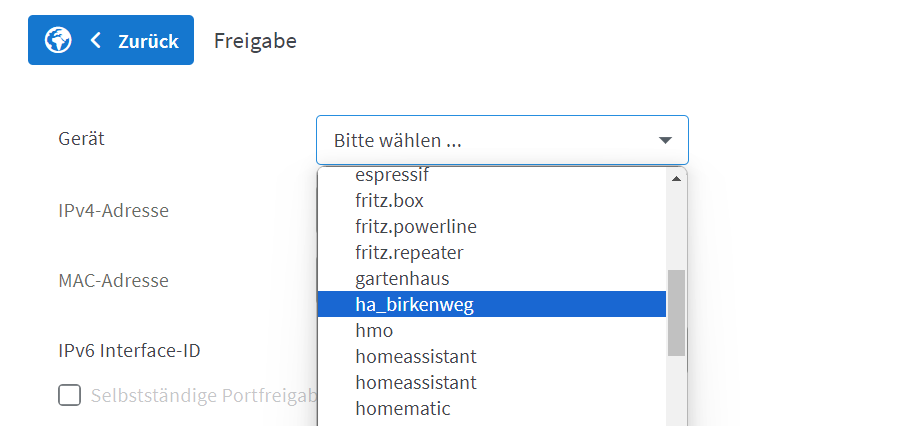 Zurück Freigabe
Gerät
Bitte wählen ...
espressif
fritz.box
IPv4-Adresse
fritz.powerline
fritz.repeater
MAC-Adresse
gartenhaus
ha_birkenweg
hmo
IPv6 Interface-ID
homeassistant
homeassistant
Selbstständige Portfreigab
homematic